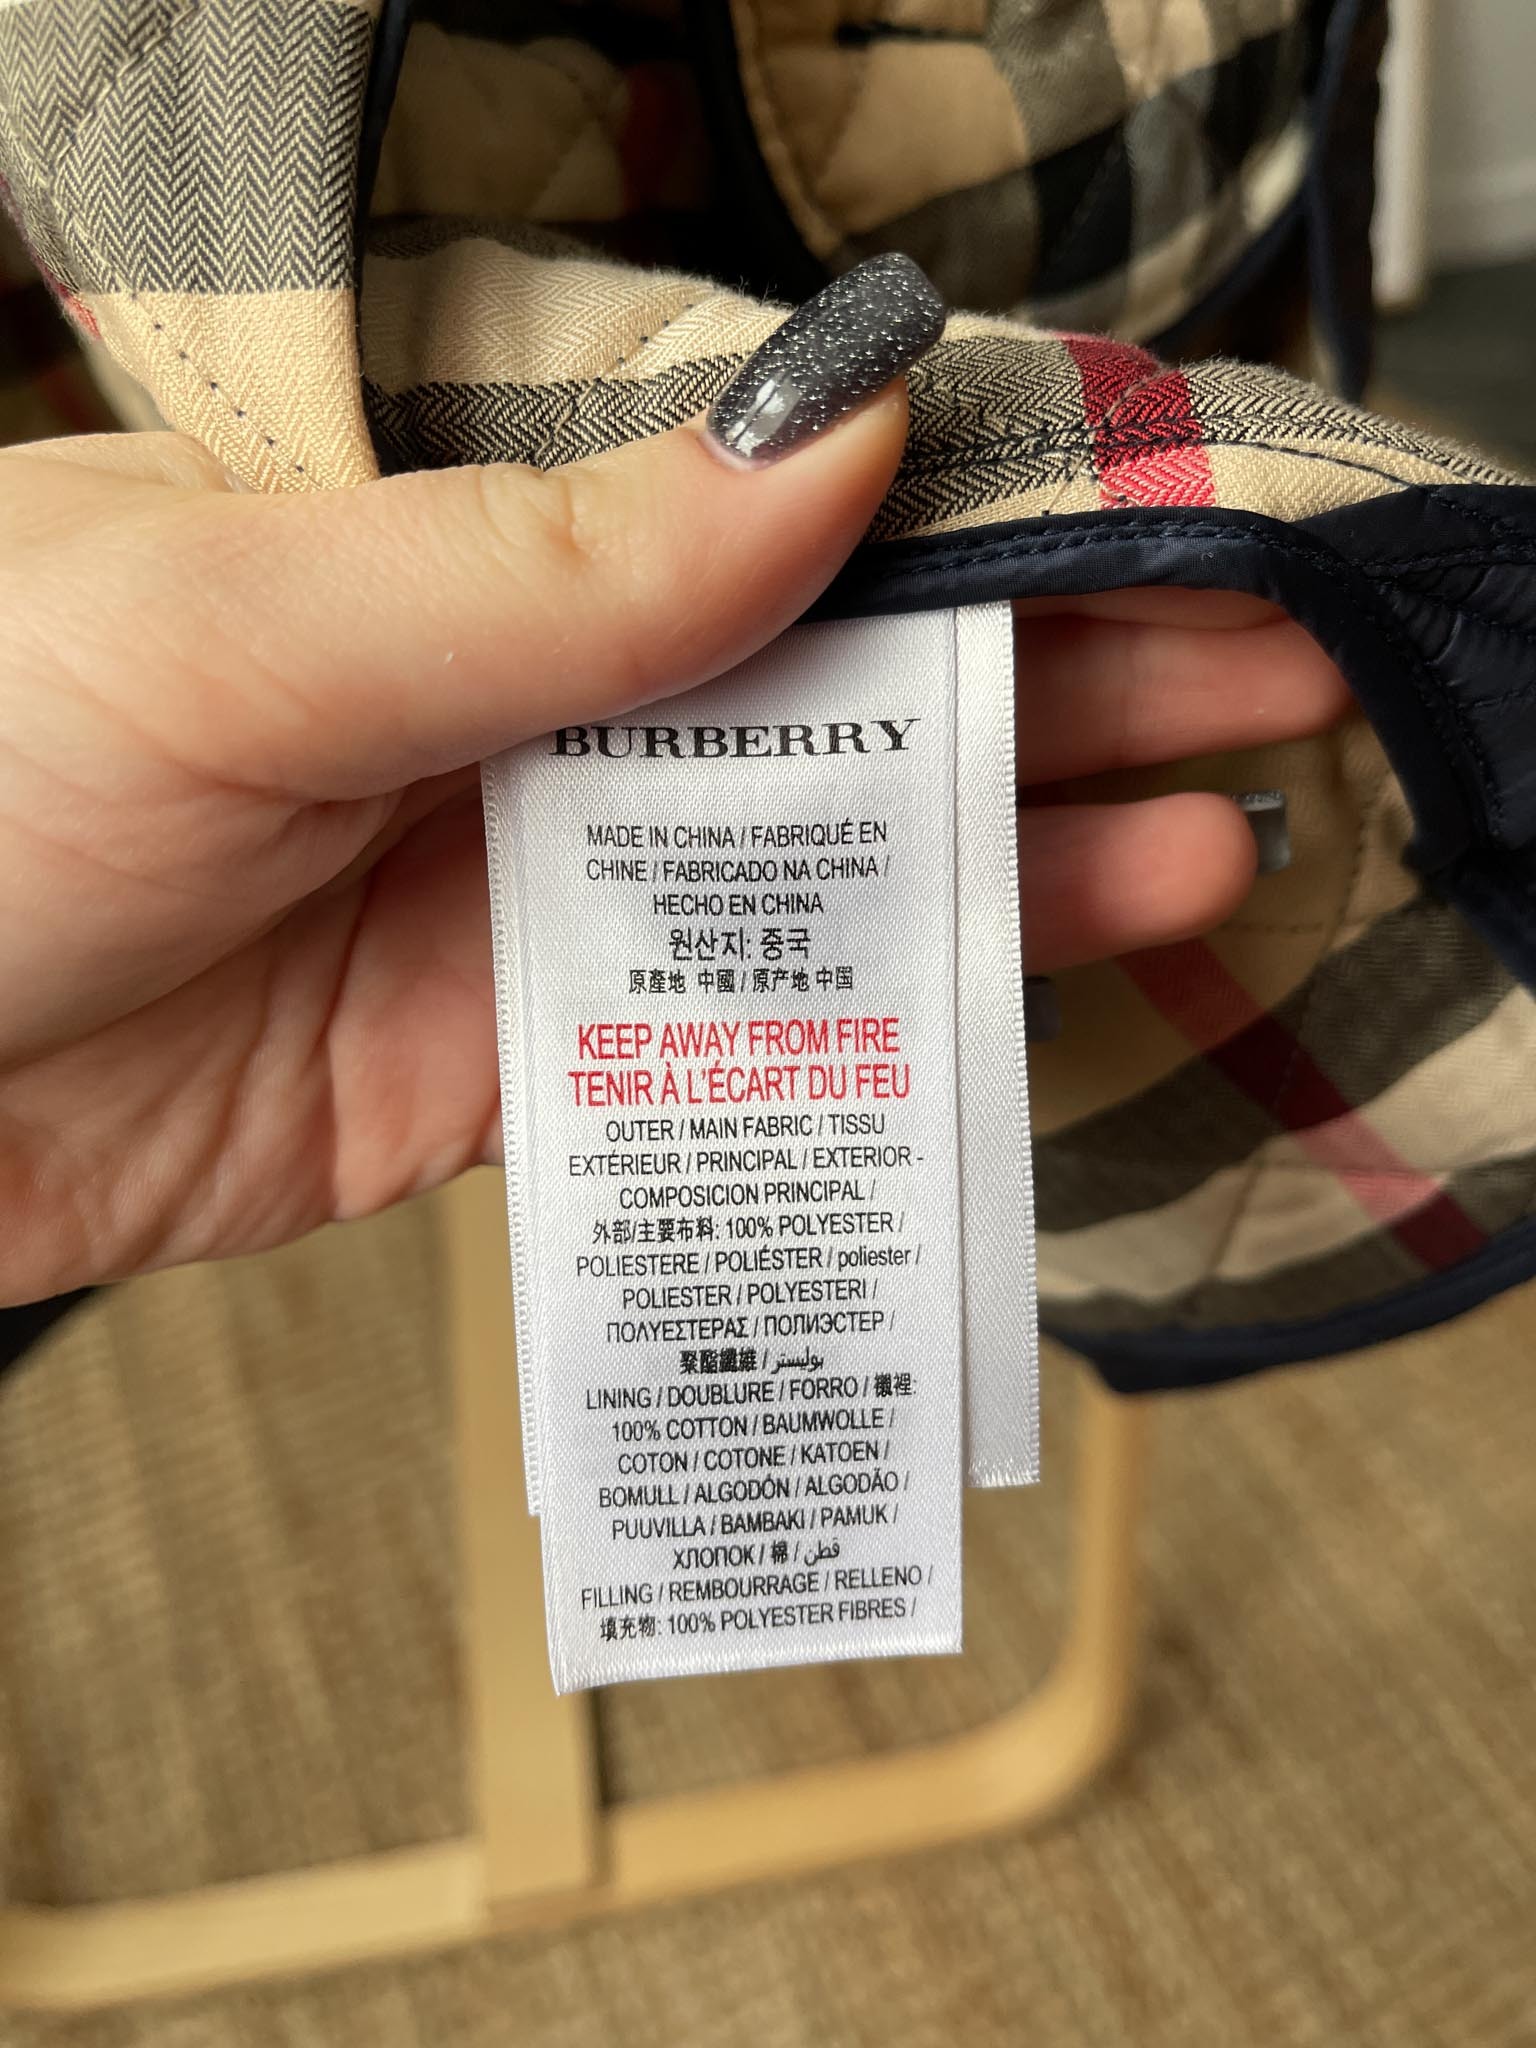 BURBERRY
MADE IN CHINA / FABRIQUÉ EN
CHINE / FABRICADO NA CHINA /
HECHO EN CHINA
원산지: 중국
原產地 中國 / 原产地 中国
KEEP AWAY FROM FIRE
TENIR À L'ÉCART DU FEU
OUTER / MAIN FABRIC / TISSU
EXTÉRIEUR / PRINCIPAL / EXTERIOR -
COMPOSICION PRINCIPAL /
外部/主要布料: 100% POLYESTER /
POLIESTERE / POLIÉSTER / poliester /
POLIESTER / POLYESTERI /
ΠΟΛΥΕΣΤΕΡΑΣ / ПОЛИЭСТЕР /
聚酯纖維 / بوليستر
LINING / DOUBLURE / FORRO / 襯裡:
100% COTTON / BAUMWOLLE /
COTON / COTONE / KATOEN /
BOMULL / ALGODÓN / ALGODÃO /
PUUVILLA / BAMBAKI / PAMUK /
ХЛОПОК / 棉 / قطن
FILLING / REMBOURRAGE / RELLENO /
填充物: 100% POLYESTER FIBRES /